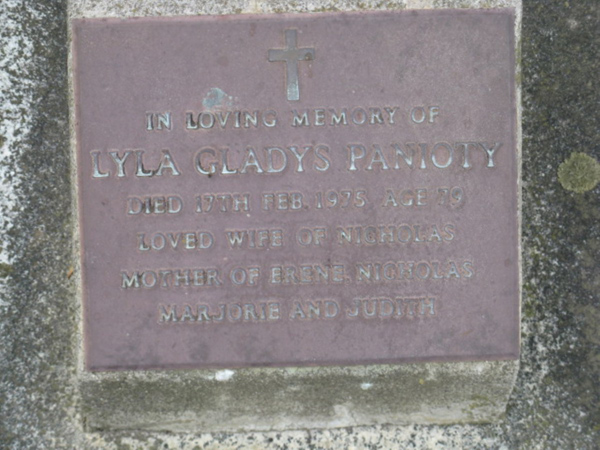 IN LOVING MEMORY OF
LYLA GLADYS PANIOTY
DIED 17TH FEB. 1975 AGE 79
LOVED WIFE OF NICHOLAS
MOTHER OF ERENE NICHOLAS
MARJORIE AND JUDITH